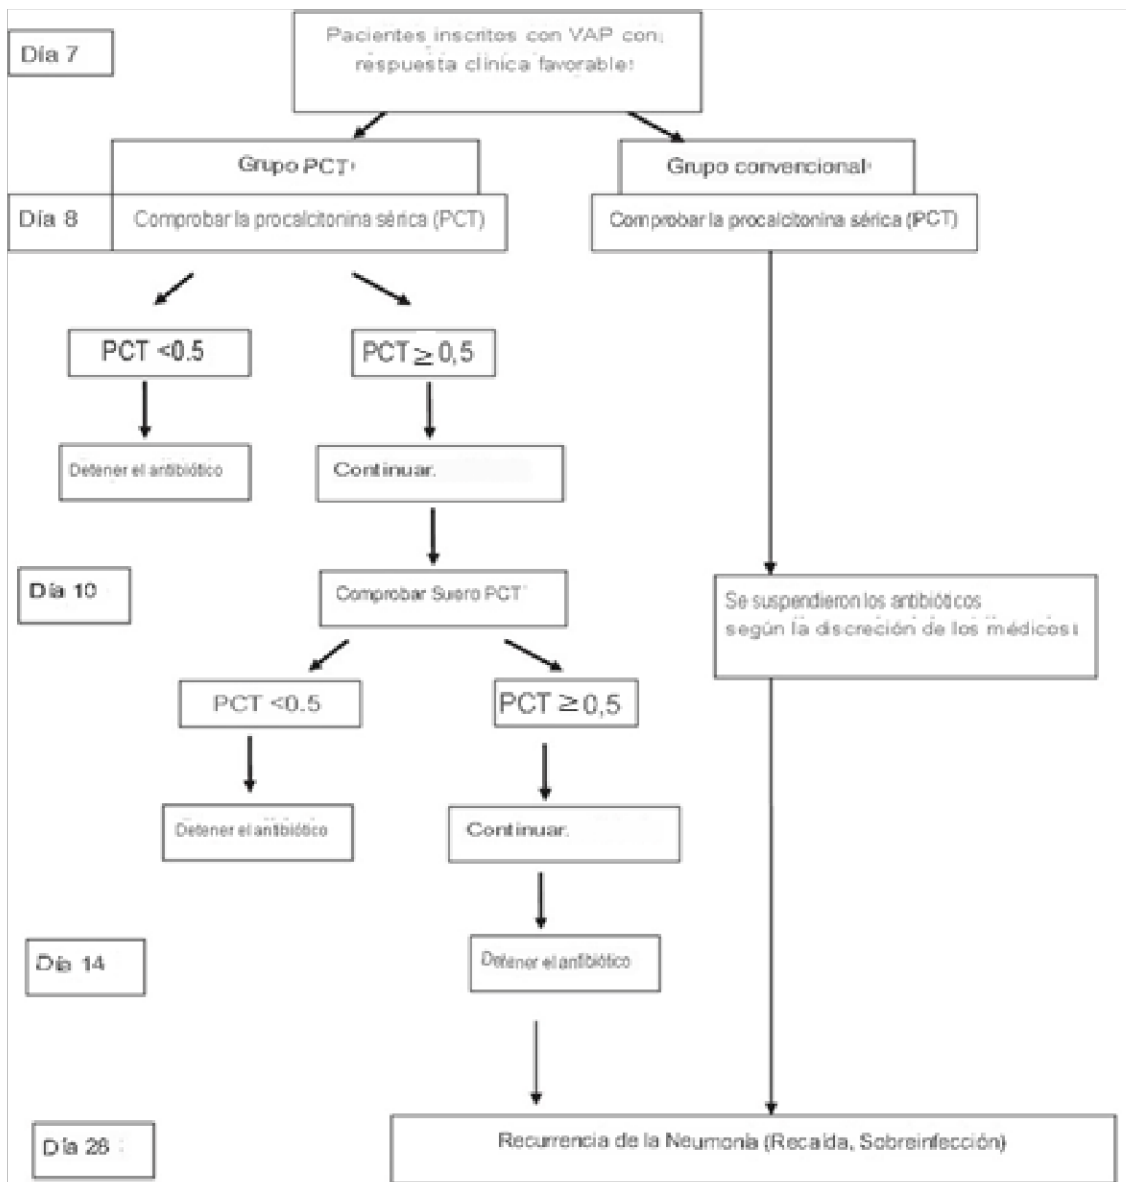 Día 7
Pacientes inscritos con VAP con
respuesta clínica favorable
Grupo PCT
Grupo convencional
Día 8
Comprobar la procalcitonina sérica (PCT)
Comprobar la procalcitonina sérica (PCT)
PCT <0.5
PCT ≥ 0,5
Detener el antibiótico
Continuar.
Día 10
Comprobar Suero PCT
Se suspendieron los antibióticos
según la discreción de los médicos
PCT <0.5
PCT ≥ 0,5
Detener el antibiótico
Continuar.
Día 14
Detener el antibiótico
Día 28
Recurrencia de la Neumonía (Recaída, Sobreinfección)